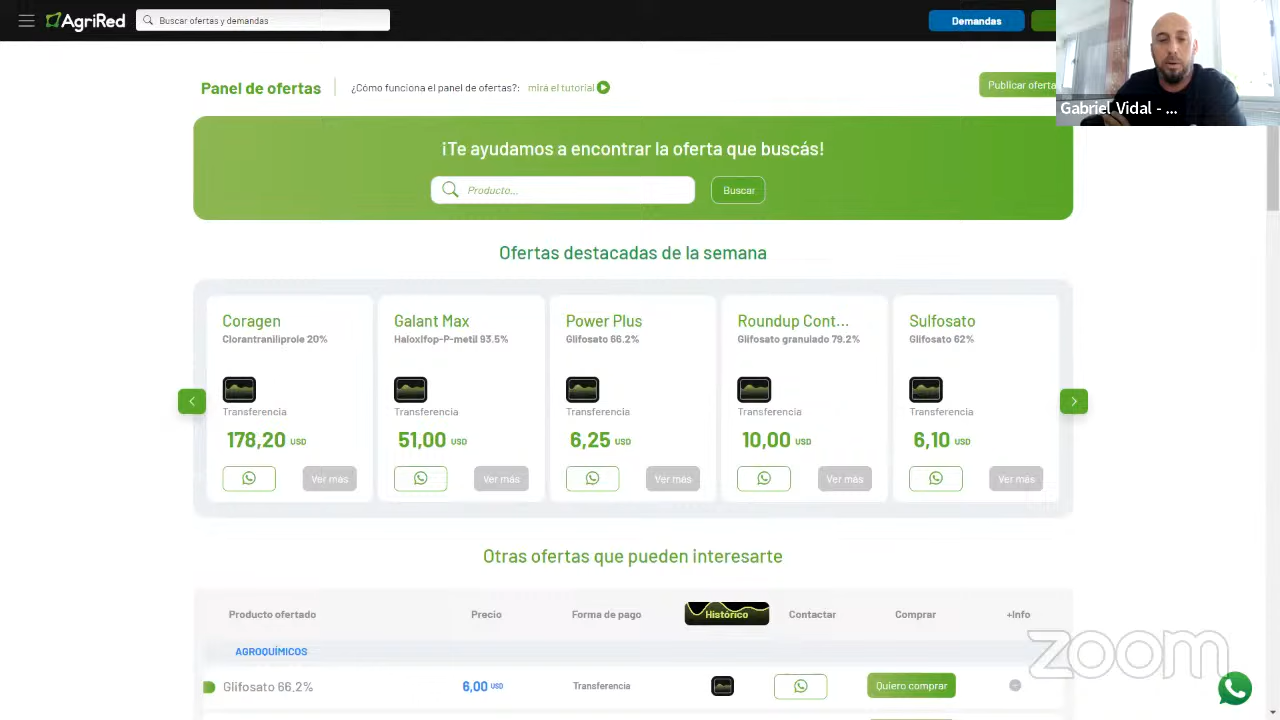 AgriRed
Buscar ofertas y demandas
Demandas
Panel de ofertas
¿Cómo funciona el panel de ofertas?: mirá el tutorial
Publicar oferta
Gabriel Vidal - ...
¡Te ayudamos a encontrar la oferta que buscás!
Producto...
Buscar
Ofertas destacadas de la semana
Coragen
Clorantraniliprole 20%
Transferencia
178,20 USD
Ver más
Galant Max
Haloxifop-P-metil 93.5%
Transferencia
51,00 USD
Ver más
Power Plus
Glifosato 66.2%
Transferencia
6,25 USD
Ver más
Roundup Cont...
Glifosato granulado 79.2%
Transferencia
10,00 USD
Ver más
Sulfosato
Glifosato 62%
Transferencia
6,10 USD
Ver más
Otras ofertas que pueden interesarte
Producto ofertado Precio Forma de pago Histórico Contactar Comprar +Info
AGROQUÍMICOS
Glifosato 66.2% 6,00 USD Transferencia Quiero comprar
zoom